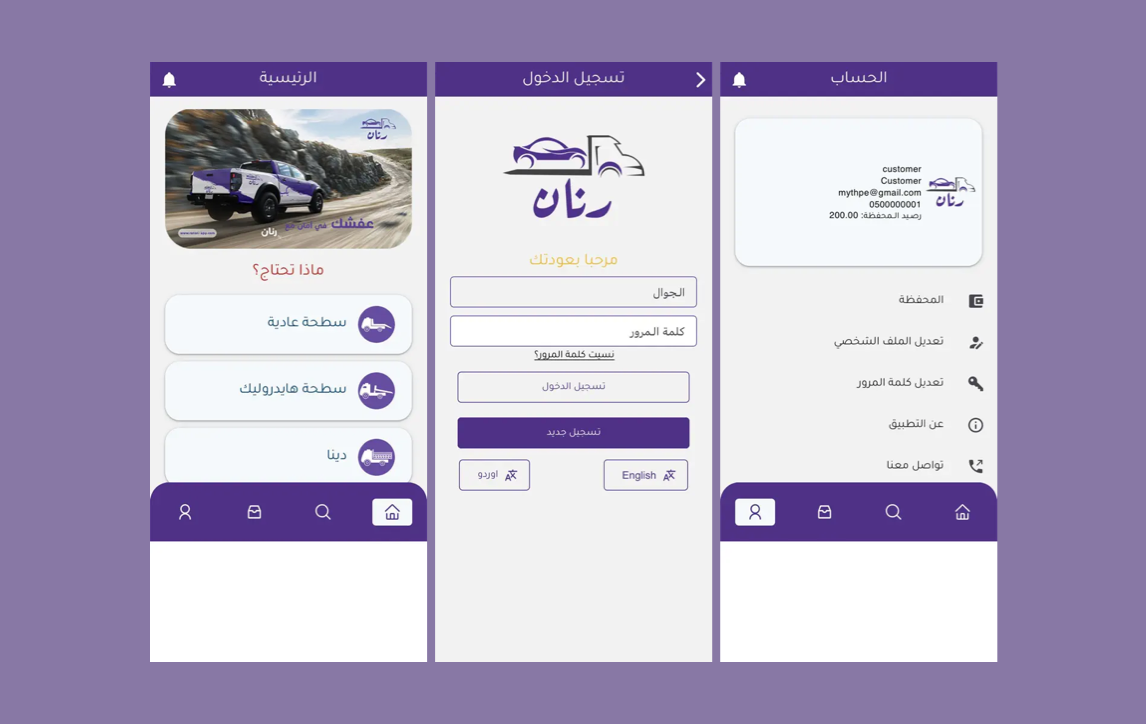 الرئيسية
رنان
عفشك في أمان مع رنان
ماذا تحتاج؟
سطحة عادية
سطحة هايدروليك
دينا
تسجيل الدخول
رنان
مرحبا بعودتك
الجوال
كلمة المرور
نسيت كلمة المرور؟
تسجيل الدخول
تسجيل جديد
English
اوردو
الحساب
رنان
customer
Customer
mythpe@gmail.com
0500000001
رصيد المحفظة: 200.00
المحفظة
تعديل الملف الشخصي
تعديل كلمة المرور
عن التطبيق
تواصل معنا